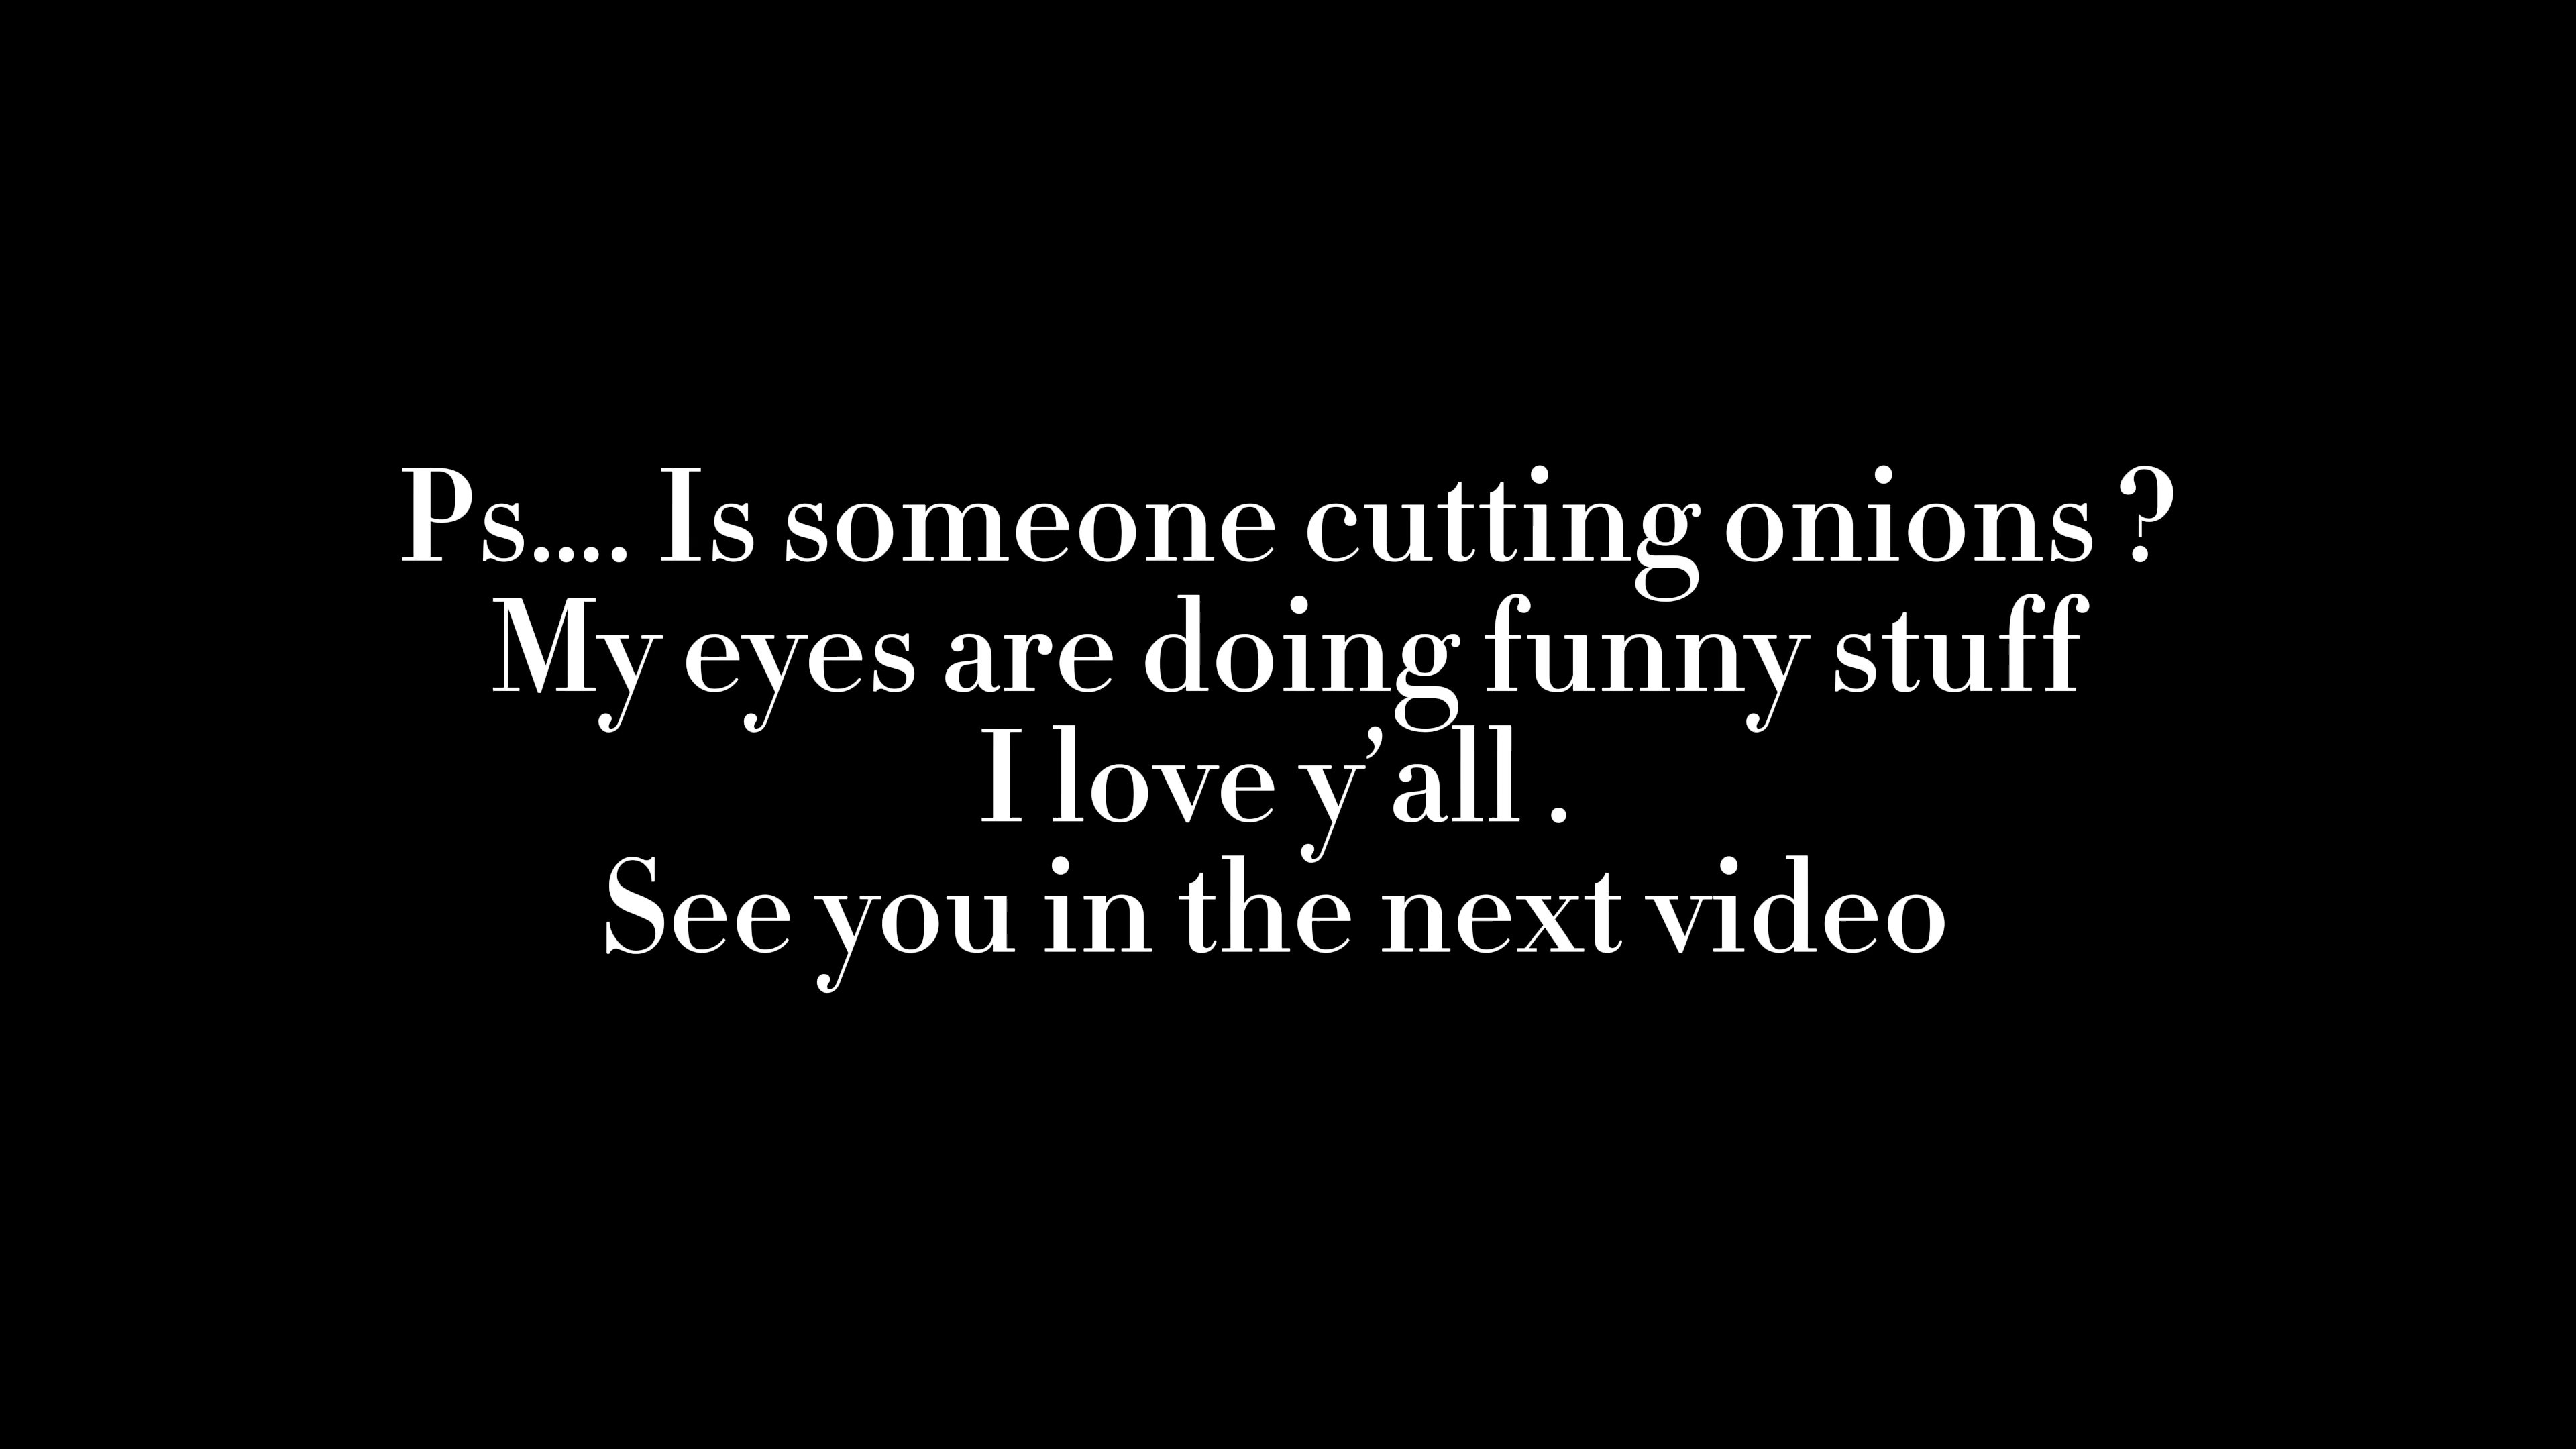 Ps.... Is someone cutting onions ?
My eyes are doing funny stuff
I love y’all .
See you in the next video